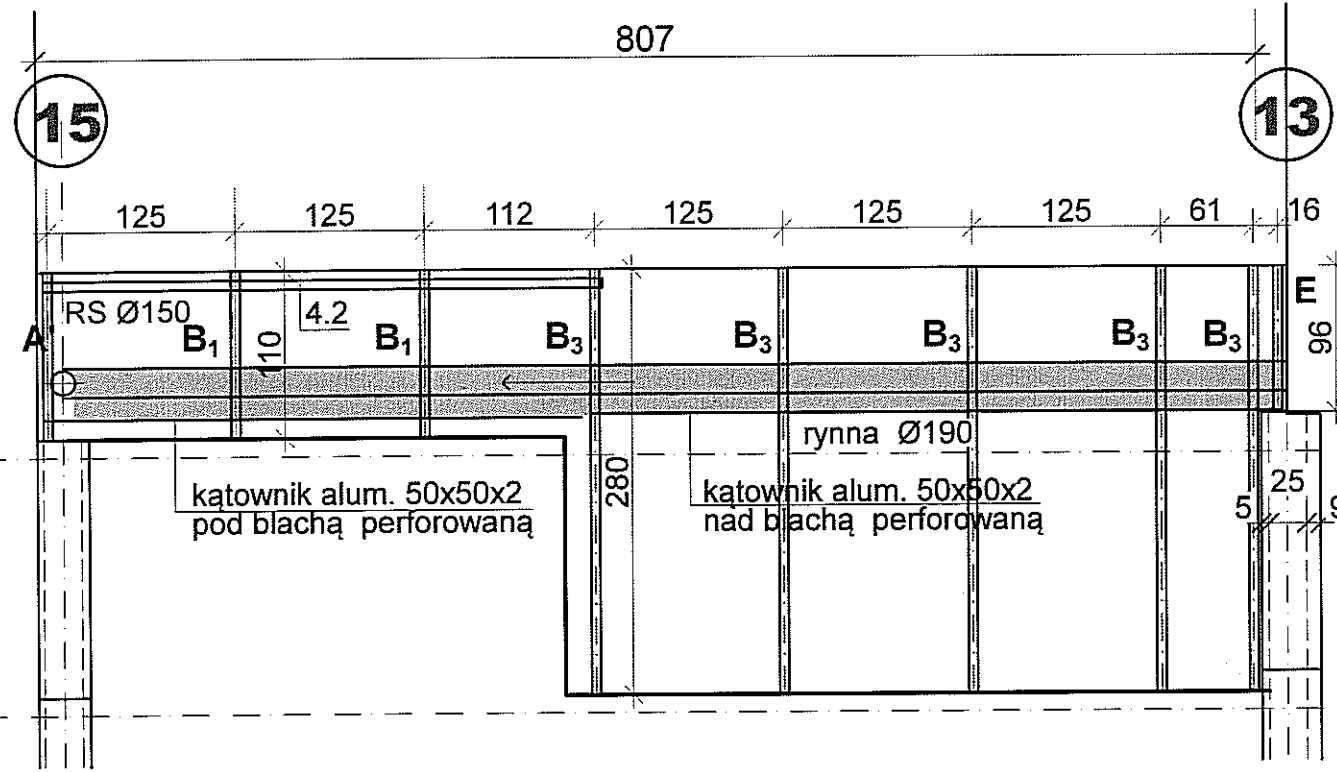 807
15
13
125
125
112
125
125
125
61
16
RS Ø150
4.2
A
B₁
B₁
B₃
B₃
B₃
B₃
B₃
E
110
96
rynna Ø190
280
kątownik alum. 50x50x2
pod blachą perforowaną
kątownik alum. 50x50x2
nad blachą perforowaną
25
5
9